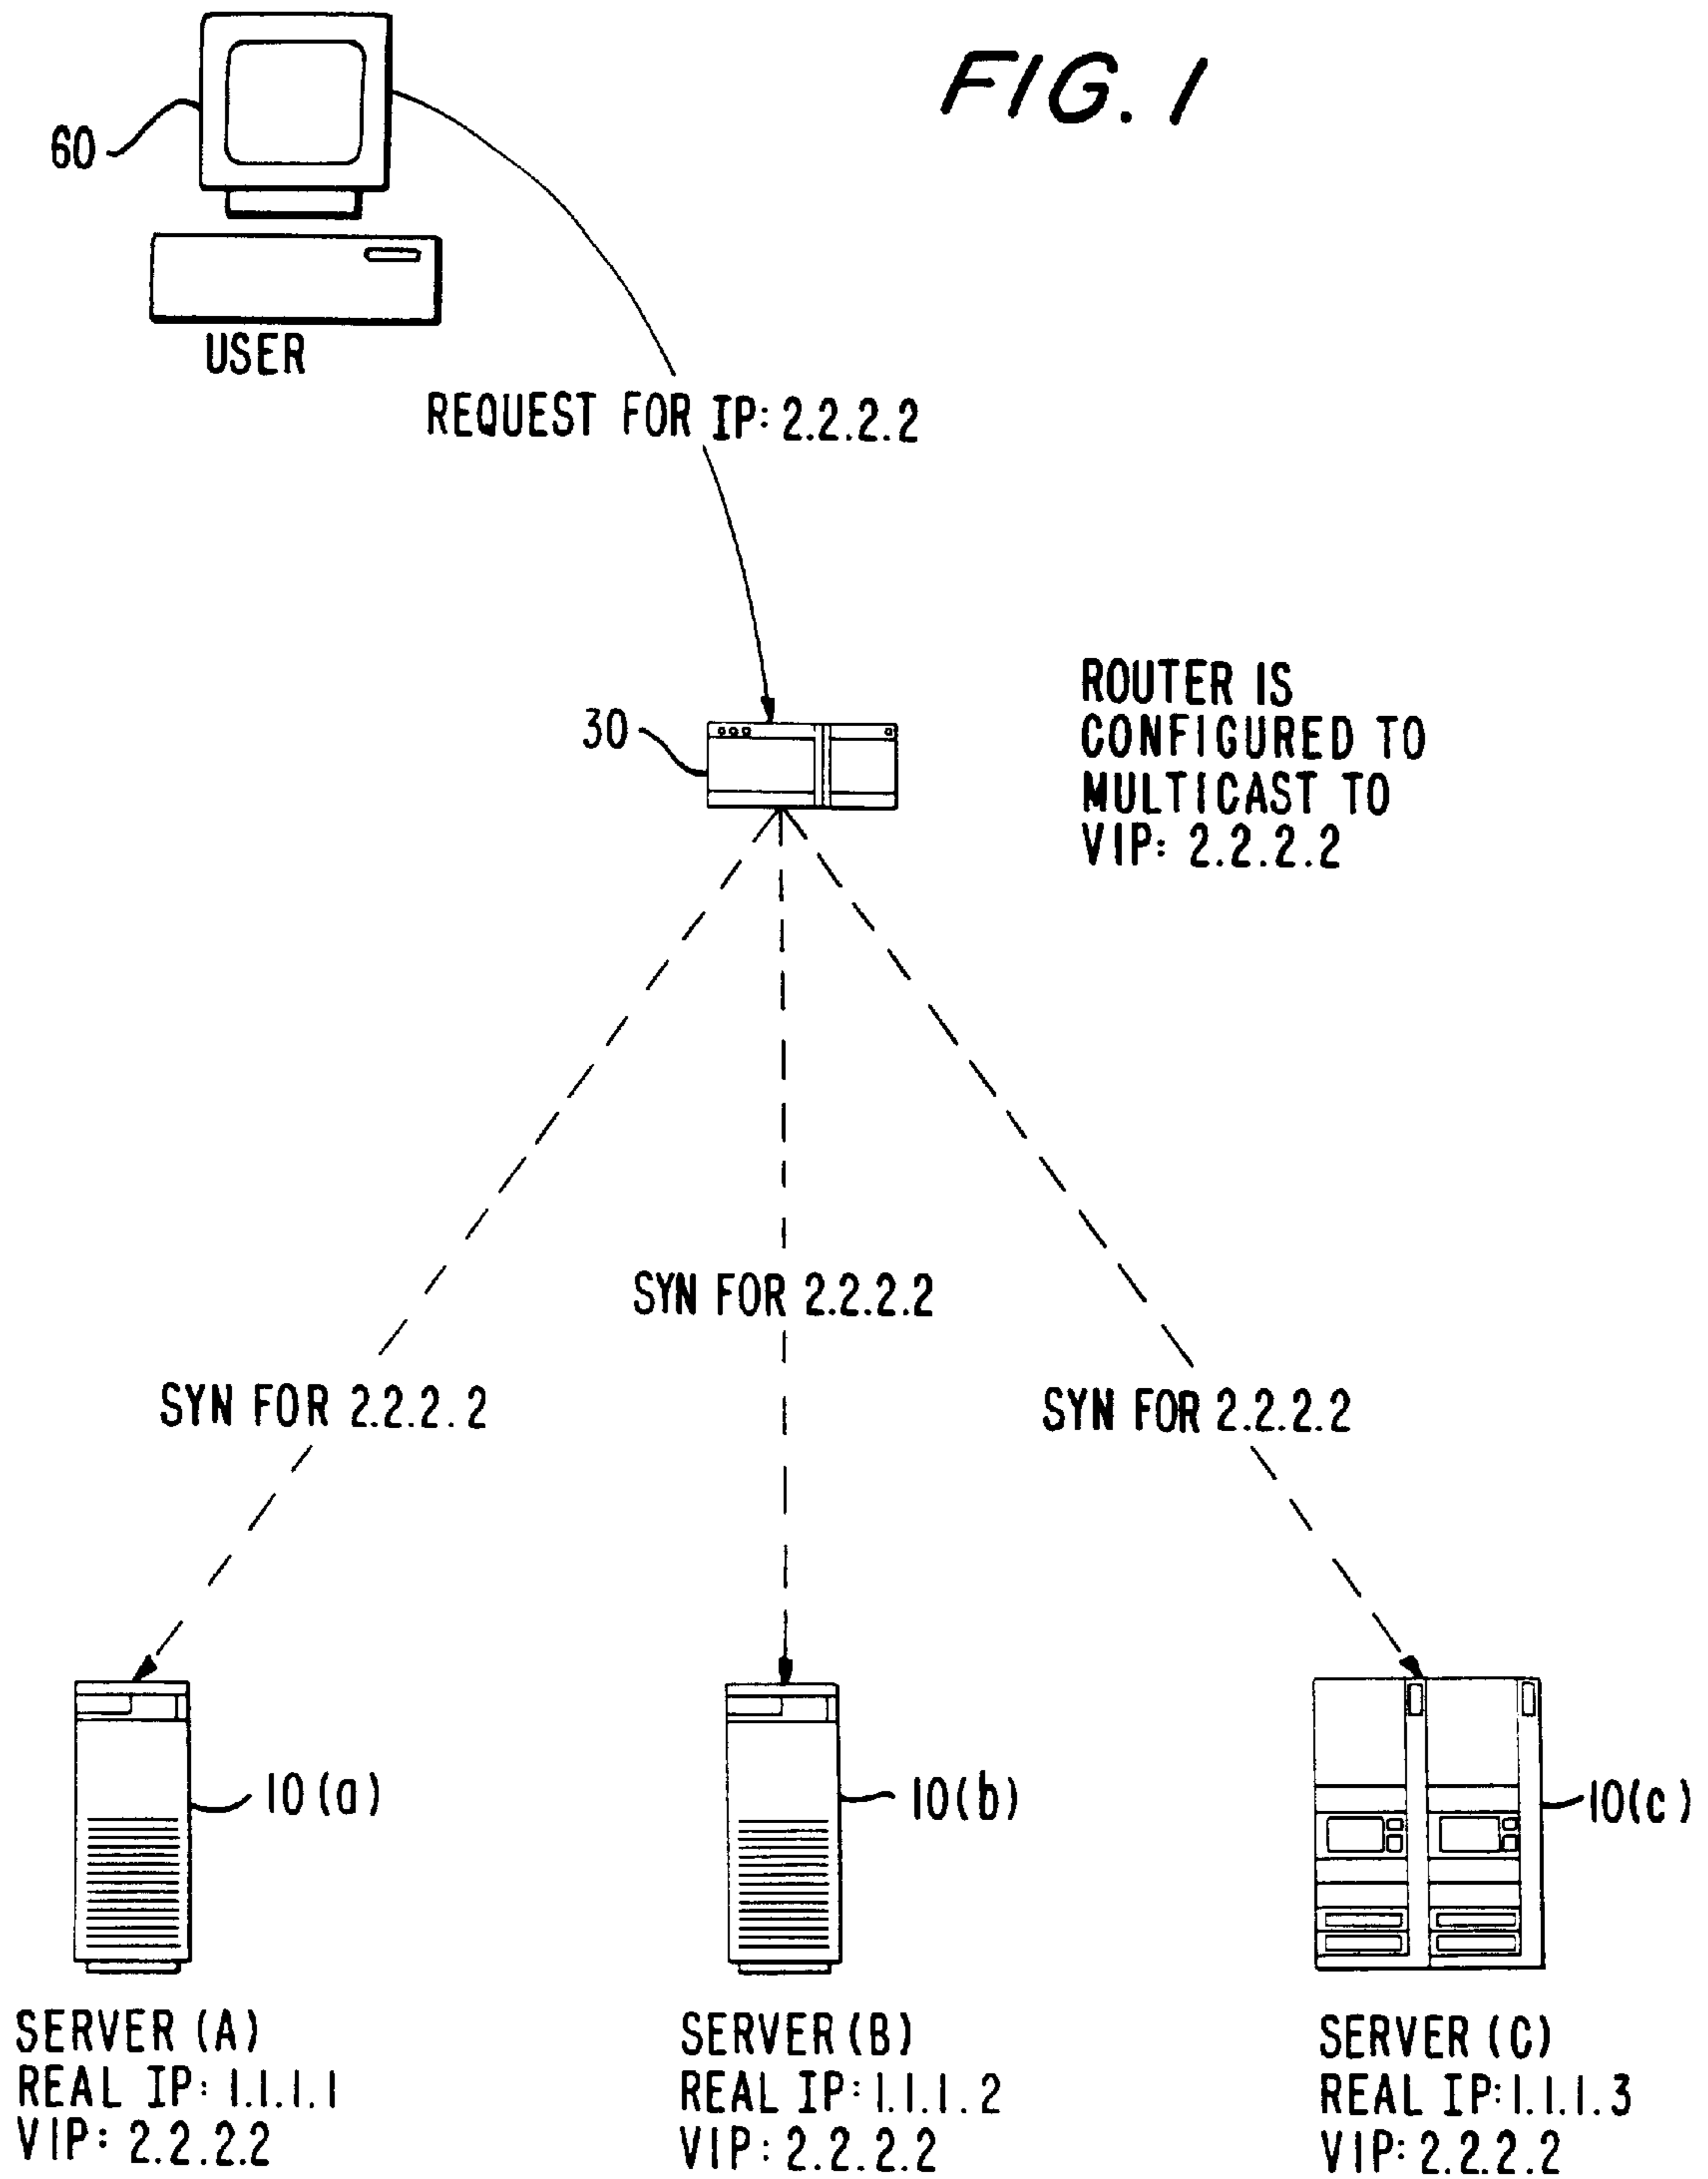 FIG. 1
60
USER
REQUEST FOR IP: 2.2.2.2
30
ROUTER IS
CONFIGURED TO
MULTICAST TO
VIP: 2.2.2.2
SYN FOR 2.2.2.2
SYN FOR 2.2.2.2
SYN FOR 2.2.2.2
10(a)
10(b)
10(c)
SERVER (A)
REAL IP: 1.1.1.1
VIP: 2.2.2.2
SERVER (B)
REAL IP: 1.1.1.2
VIP: 2.2.2.2
SERVER (C)
REAL IP: 1.1.1.3
VIP: 2.2.2.2